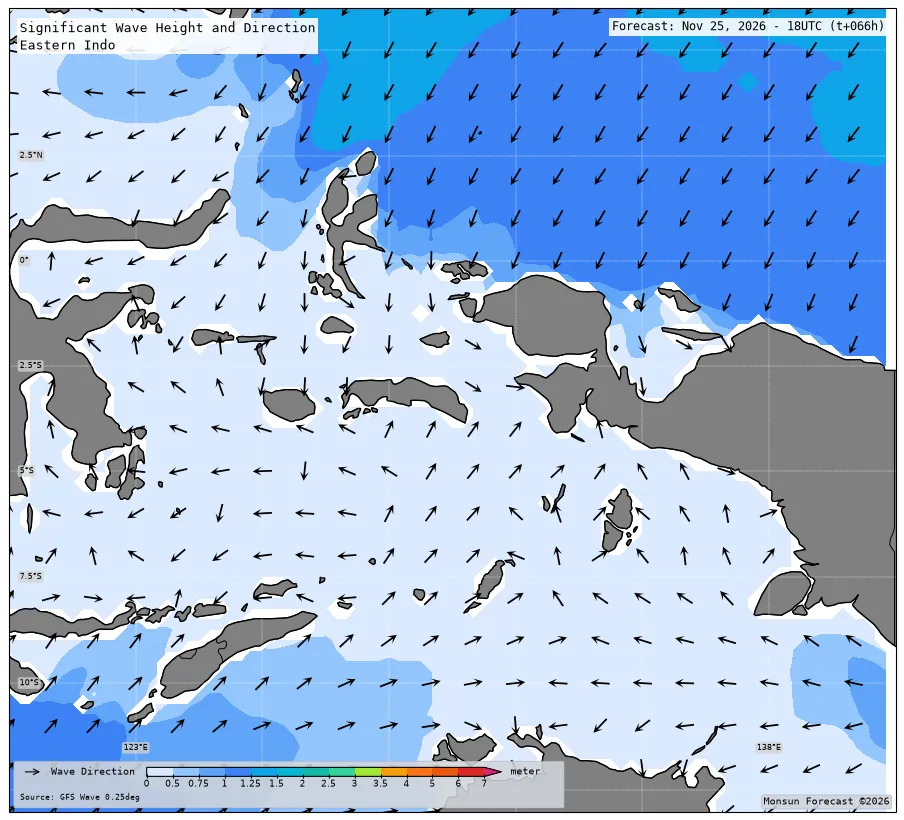 Significant Wave Height and Direction
Eastern Indo
Forecast: Nov 25, 2026 - 18UTC (t+066h)
2.5°N
0°
2.5°S
5°S
7.5°S
10°S
123°E
138°E
Wave Direction
meter
0 0.5 0.75 1 1.25 1.5 2 2.5 3 3.5 4 5 6 7
Source: GFS Wave 0.25deg
Monsun Forecast ©2026